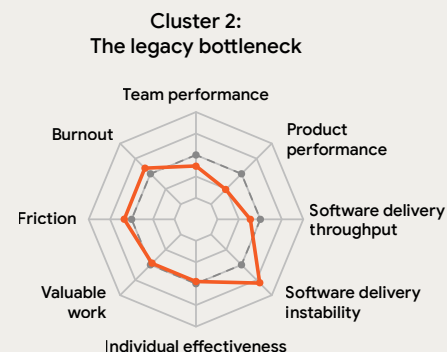 Cluster 2:
The legacy bottleneck
Team performance
Burnout
Product
performance
Friction
Software delivery
throughput
Valuable
work
Software delivery
instability
Individual effectiveness